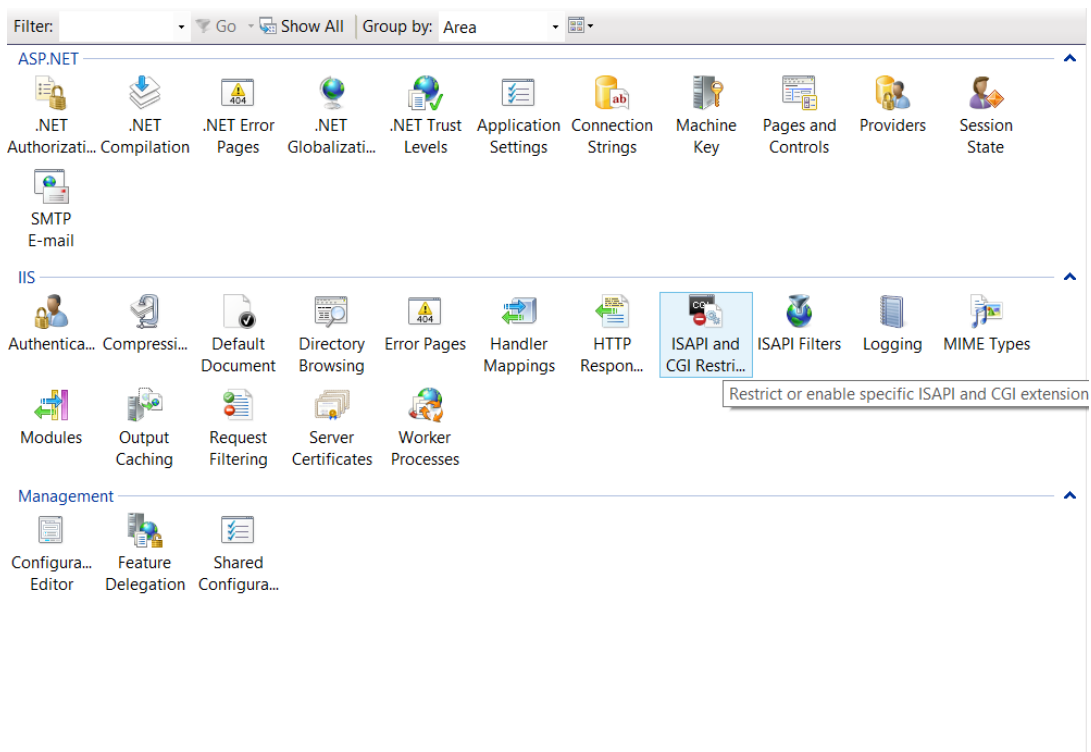 Filter: Go Show All Group by: Area
ASP.NET
404
ab
.NET .NET .NET Error .NET .NET Trust Application Connection Machine Pages and Providers Session
Authorizati... Compilation Pages Globalizati... Levels Settings Strings Key Controls State
SMTP
E-mail
IIS
404
CGI
Authentica... Compressi... Default Directory Error Pages Handler HTTP ISAPI and ISAPI Filters Logging MIME Types
Document Browsing Mappings Respon... CGI Restri...
Restrict or enable specific ISAPI and CGI extension
Modules Output Request Server Worker
Caching Filtering Certificates Processes
Management
Configura... Feature Shared
Editor Delegation Configura...